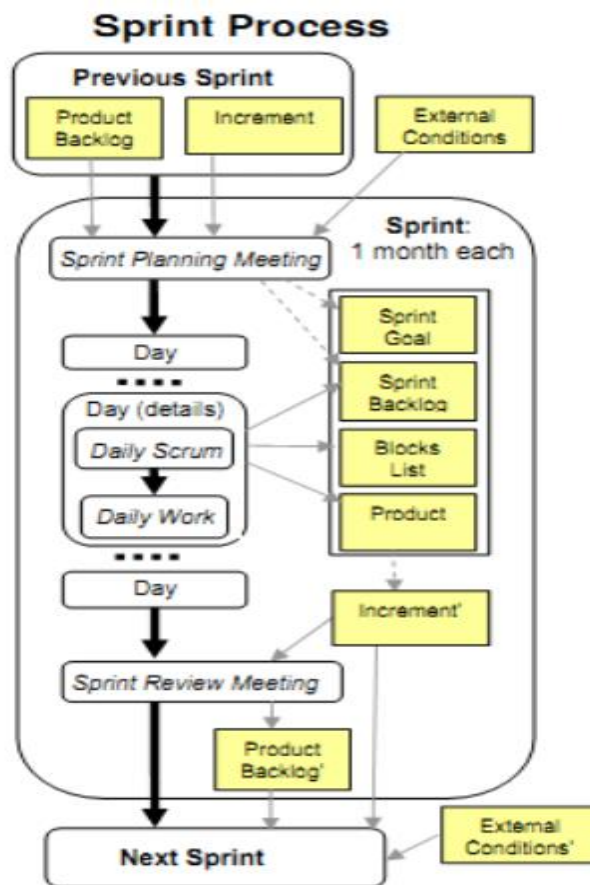 Sprint Process
Previous Sprint
Product
Backlog
Increment
External
Conditions
Sprint:
1 month each
Sprint Planning Meeting
Sprint
Goal
Day
Sprint
Backlog
Day (details)
Daily Scrum
Blocks
List
Daily Work
Product
Day
Increment'
Sprint Review Meeting
Product
Backlog'
External
Conditions'
Next Sprint